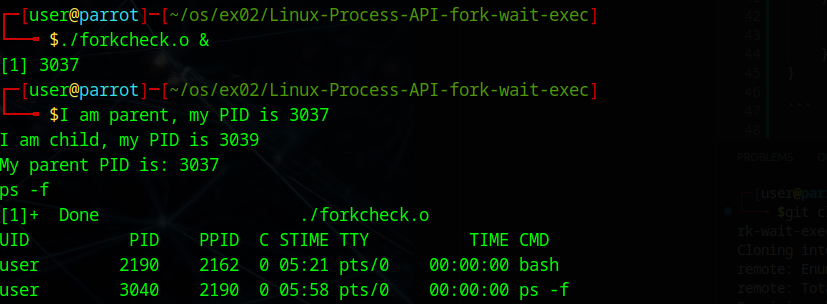 ┌─[user@parrot]─[~/os/ex02/Linux-Process-API-fork-wait-exec]
└──╼ $./forkcheck.o &
[1] 3037
┌─[user@parrot]─[~/os/ex02/Linux-Process-API-fork-wait-exec]
└──╼ $I am parent, my PID is 3037
I am child, my PID is 3039
My parent PID is: 3037
ps -f
[1]+  Done                    ./forkcheck.o
UID          PID    PPID  C STIME TTY          TIME CMD
user        2190    2162  0 05:21 pts/0    00:00:00 bash
user        3040    2190  0 05:58 pts/0    00:00:00 ps -f
42
43
44
45
46
47
48
PROBLEMS
[user@par
$git c
rk-wait-exe
Cloning int
remote: Enu
remote: Tot